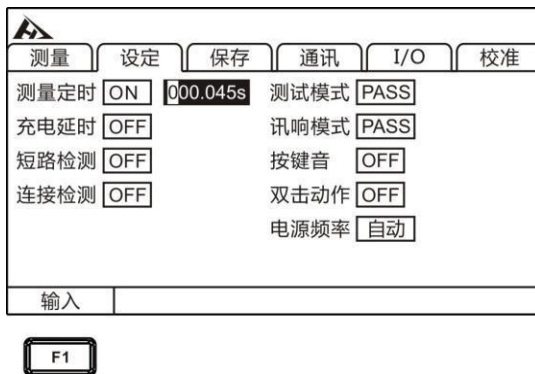 测量 设定 保存 通讯 I/O 校准
测量定时 ON 000.045s 测试模式 PASS
充电延时 OFF 讯响模式 PASS
短路检测 OFF 按键音 OFF
连接检测 OFF 双击动作 OFF
电源频率 自动
输入
F1